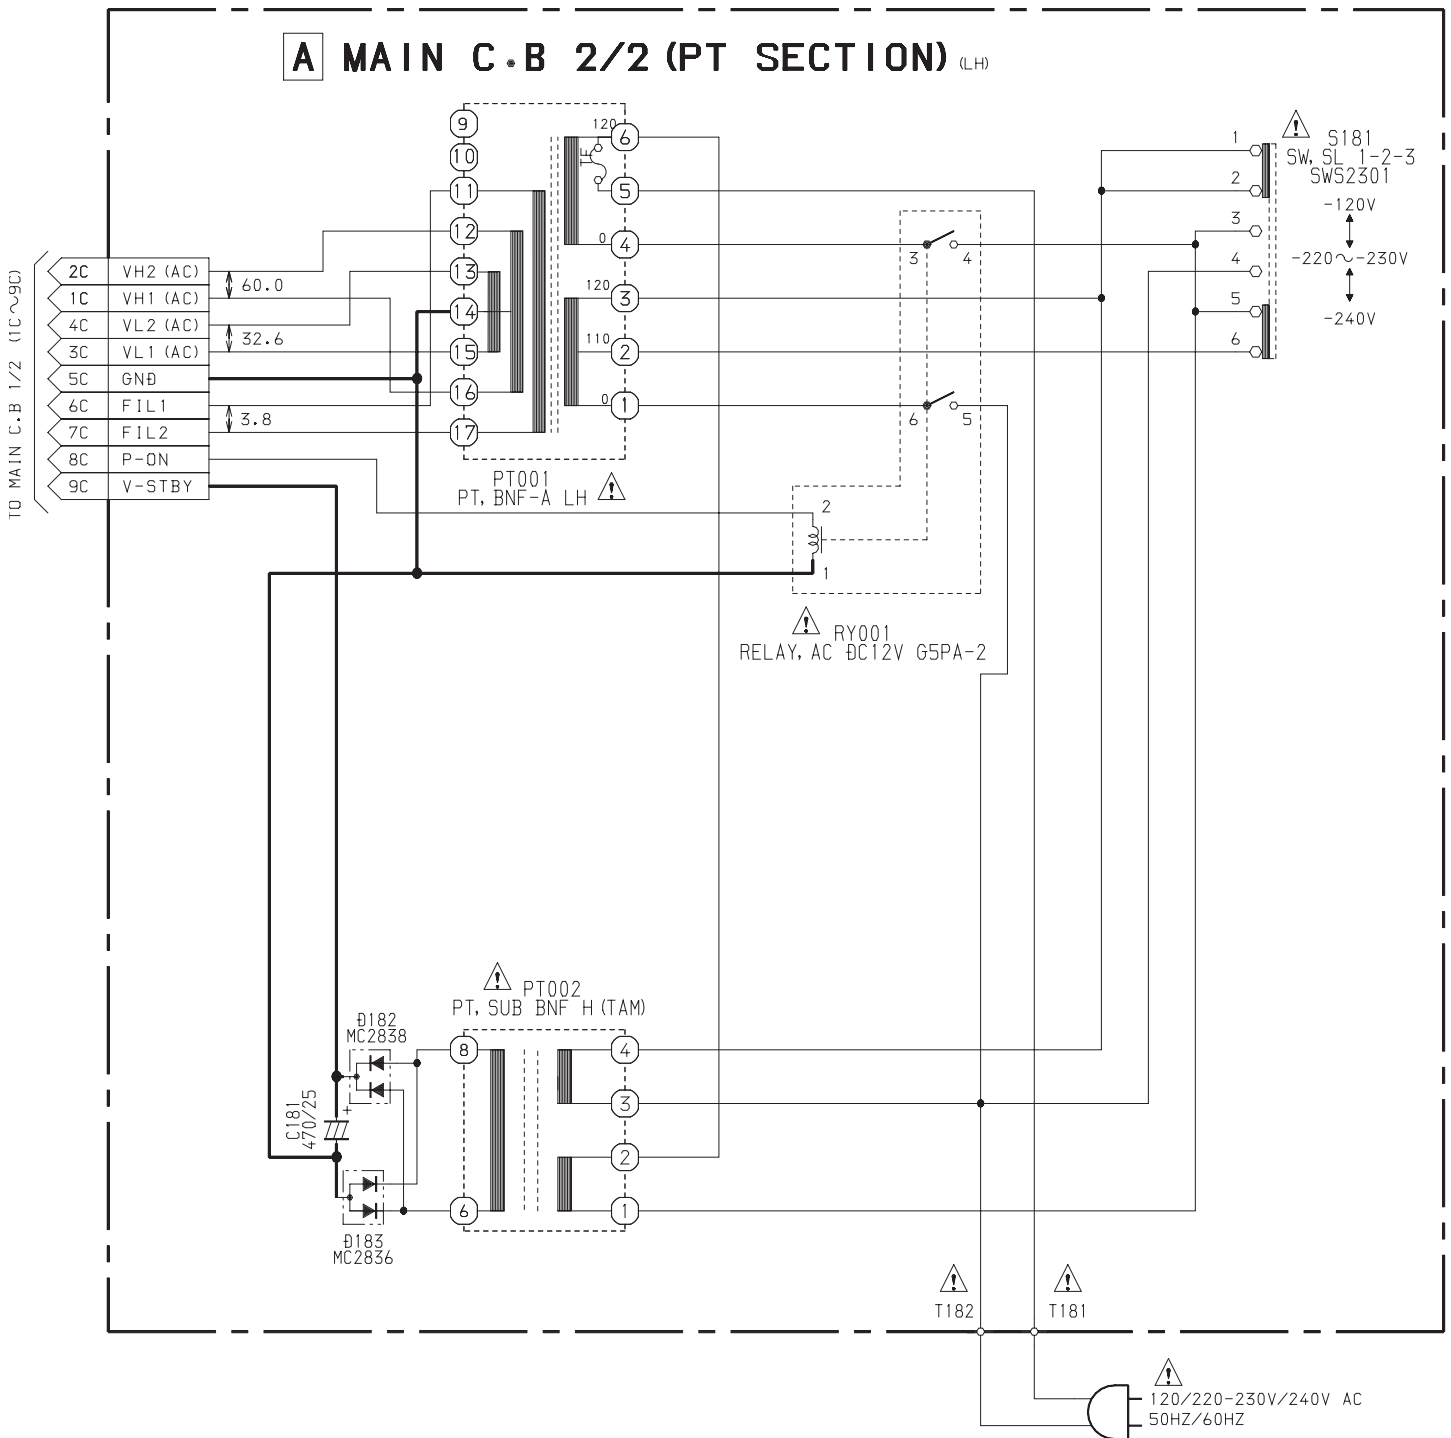 A MAIN C.B 2/2 (PT SECTION) (LH)
TO MAIN C.B 1/2 (1C~9C)
2C VH2 (AC)
1C VH1 (AC)
4C VL2 (AC)
3C VL1 (AC)
5C GND
6C FIL1
7C FIL2
8C P-ON
9C V-STBY
60.0
32.6
3.8
9
10
11
12
13
14
15
16
17
120
6
TF
5
0
4
120
3
110
2
0
1
PT001
PT, BNF-A LH
3 4
6 5
2
1
RY001
RELAY, AC DC12V G5PA-2
1
2
3
4
5
6
S181
SW, SL 1-2-3
SWS2301
-120V
-220~-230V
-240V
PT002
PT, SUB BNF H (TAM)
8
6
4
3
2
1
D182
MC2838
C181
470/25
+
D183
MC2836
T182
T181
120/220-230V/240V AC
50HZ/60HZ